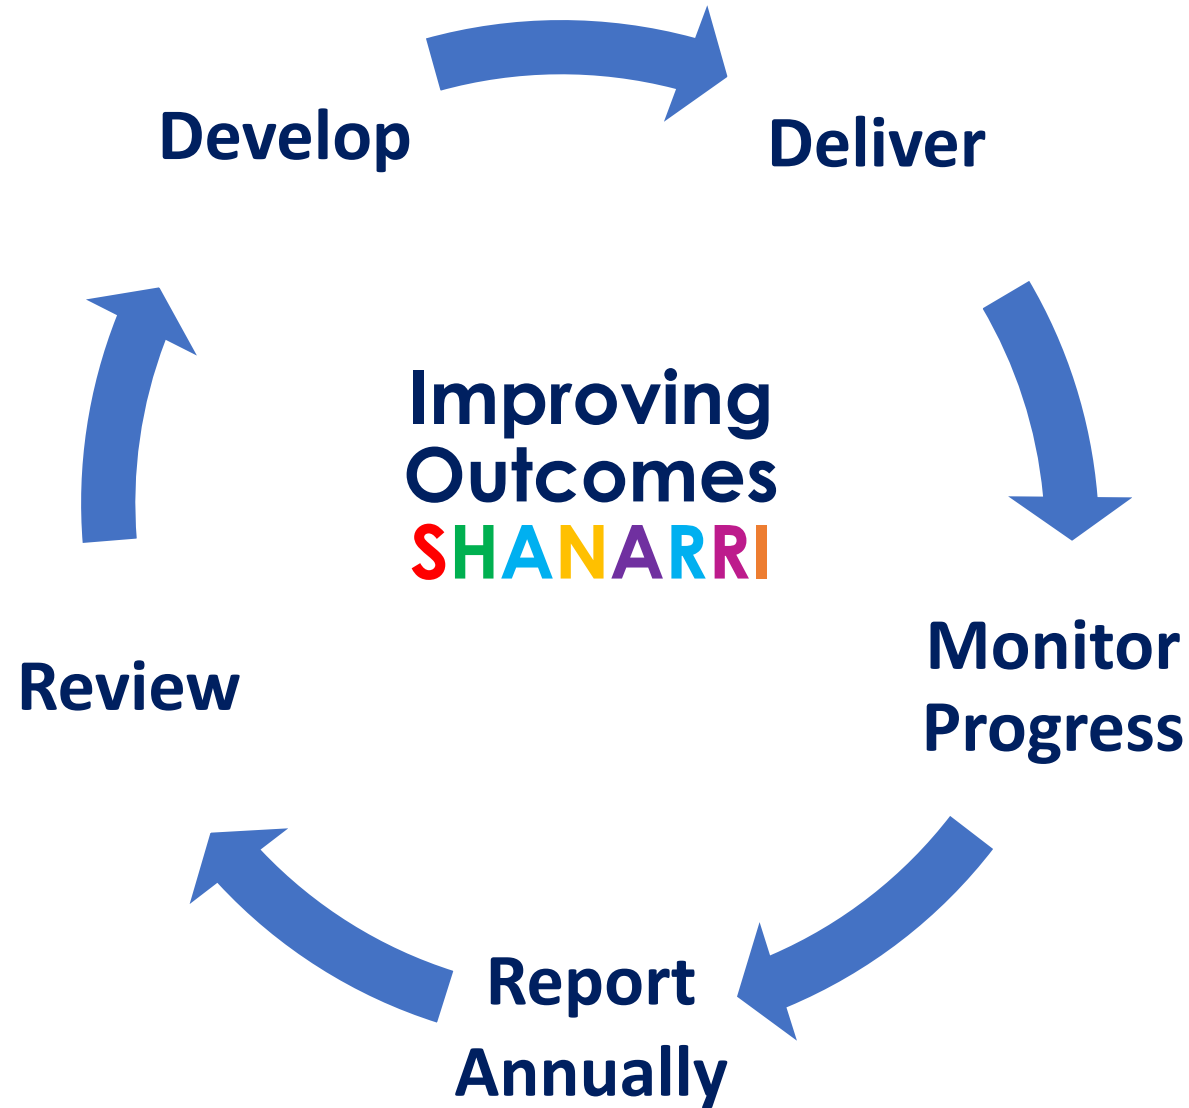 Develop
Deliver
Improving
Outcomes
SHANARRI
Monitor
Progress
Review
Report
Annually